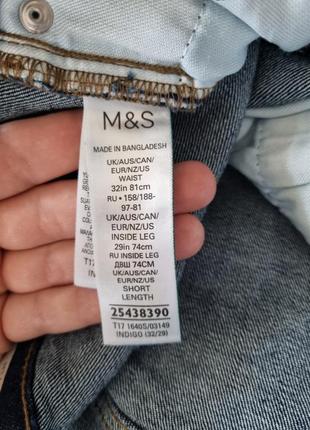 M&S
MADE IN BANGLADESH
UK/AUS/CAN/
EUR/NZ/US
WAIST
32in 81cm
RU • 158/188-
97-81
UK/AUS/CAN/
EUR/NZ/US
INSIDE LEG
29in 74cm
RU INSIDE LEG
ДВШ 74CM
UK/AUS/CAN/
EUR/NZ/US
SHORT
LENGTH
25438390
T17 1640S/03149
INDIGO (32/29)